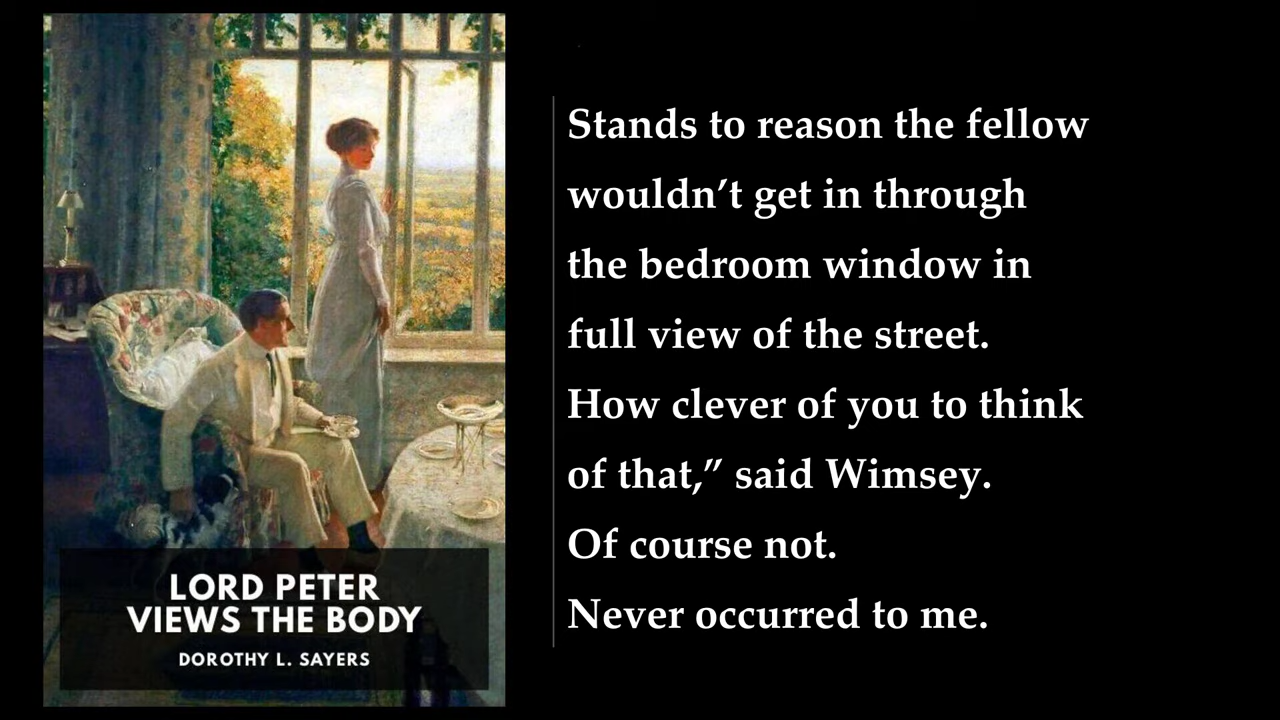 LORD PETER
VIEWS THE BODY
DOROTHY L. SAYERS
Stands to reason the fellow
wouldn’t get in through
the bedroom window in
full view of the street.
How clever of you to think
of that,” said Wimsey.
Of course not.
Never occurred to me.